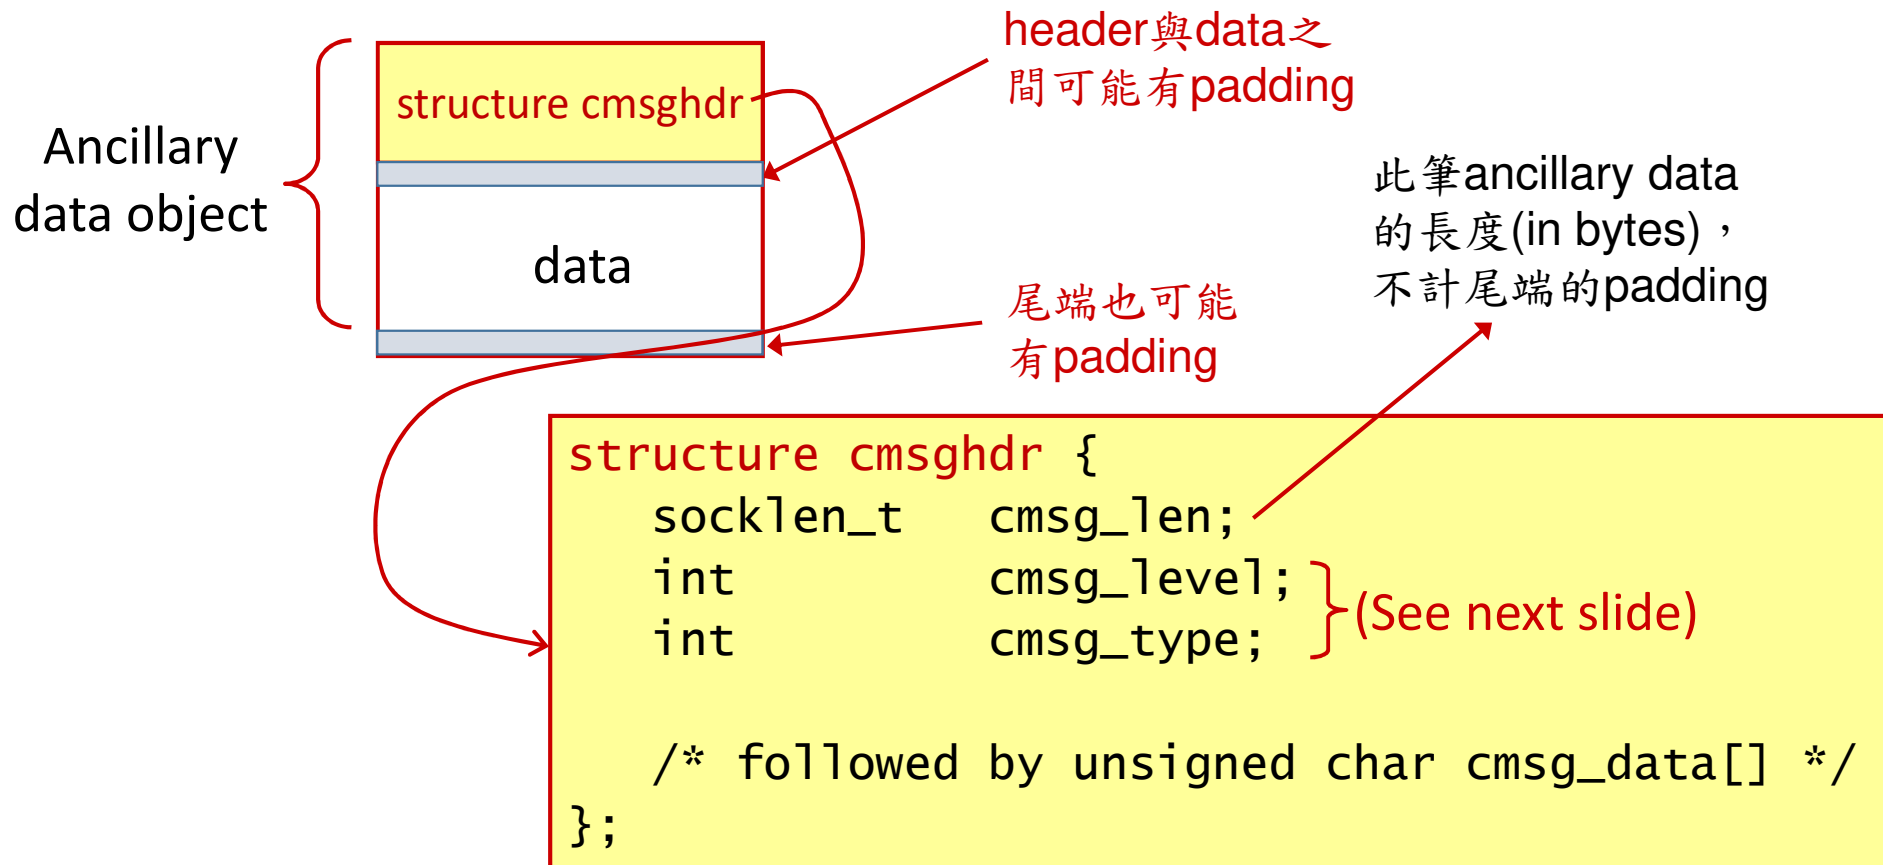 header與data之
間可能有padding
structure cmsghdr
Ancillary
data object
data
此筆ancillary data
的長度(in bytes)，
不計尾端的padding
尾端也可能
有padding
structure cmsghdr {
socklen_t cmsg_len;
int cmsg_level;
int cmsg_type;
(See next slide)
/* followed by unsigned char cmsg_data[] */
};